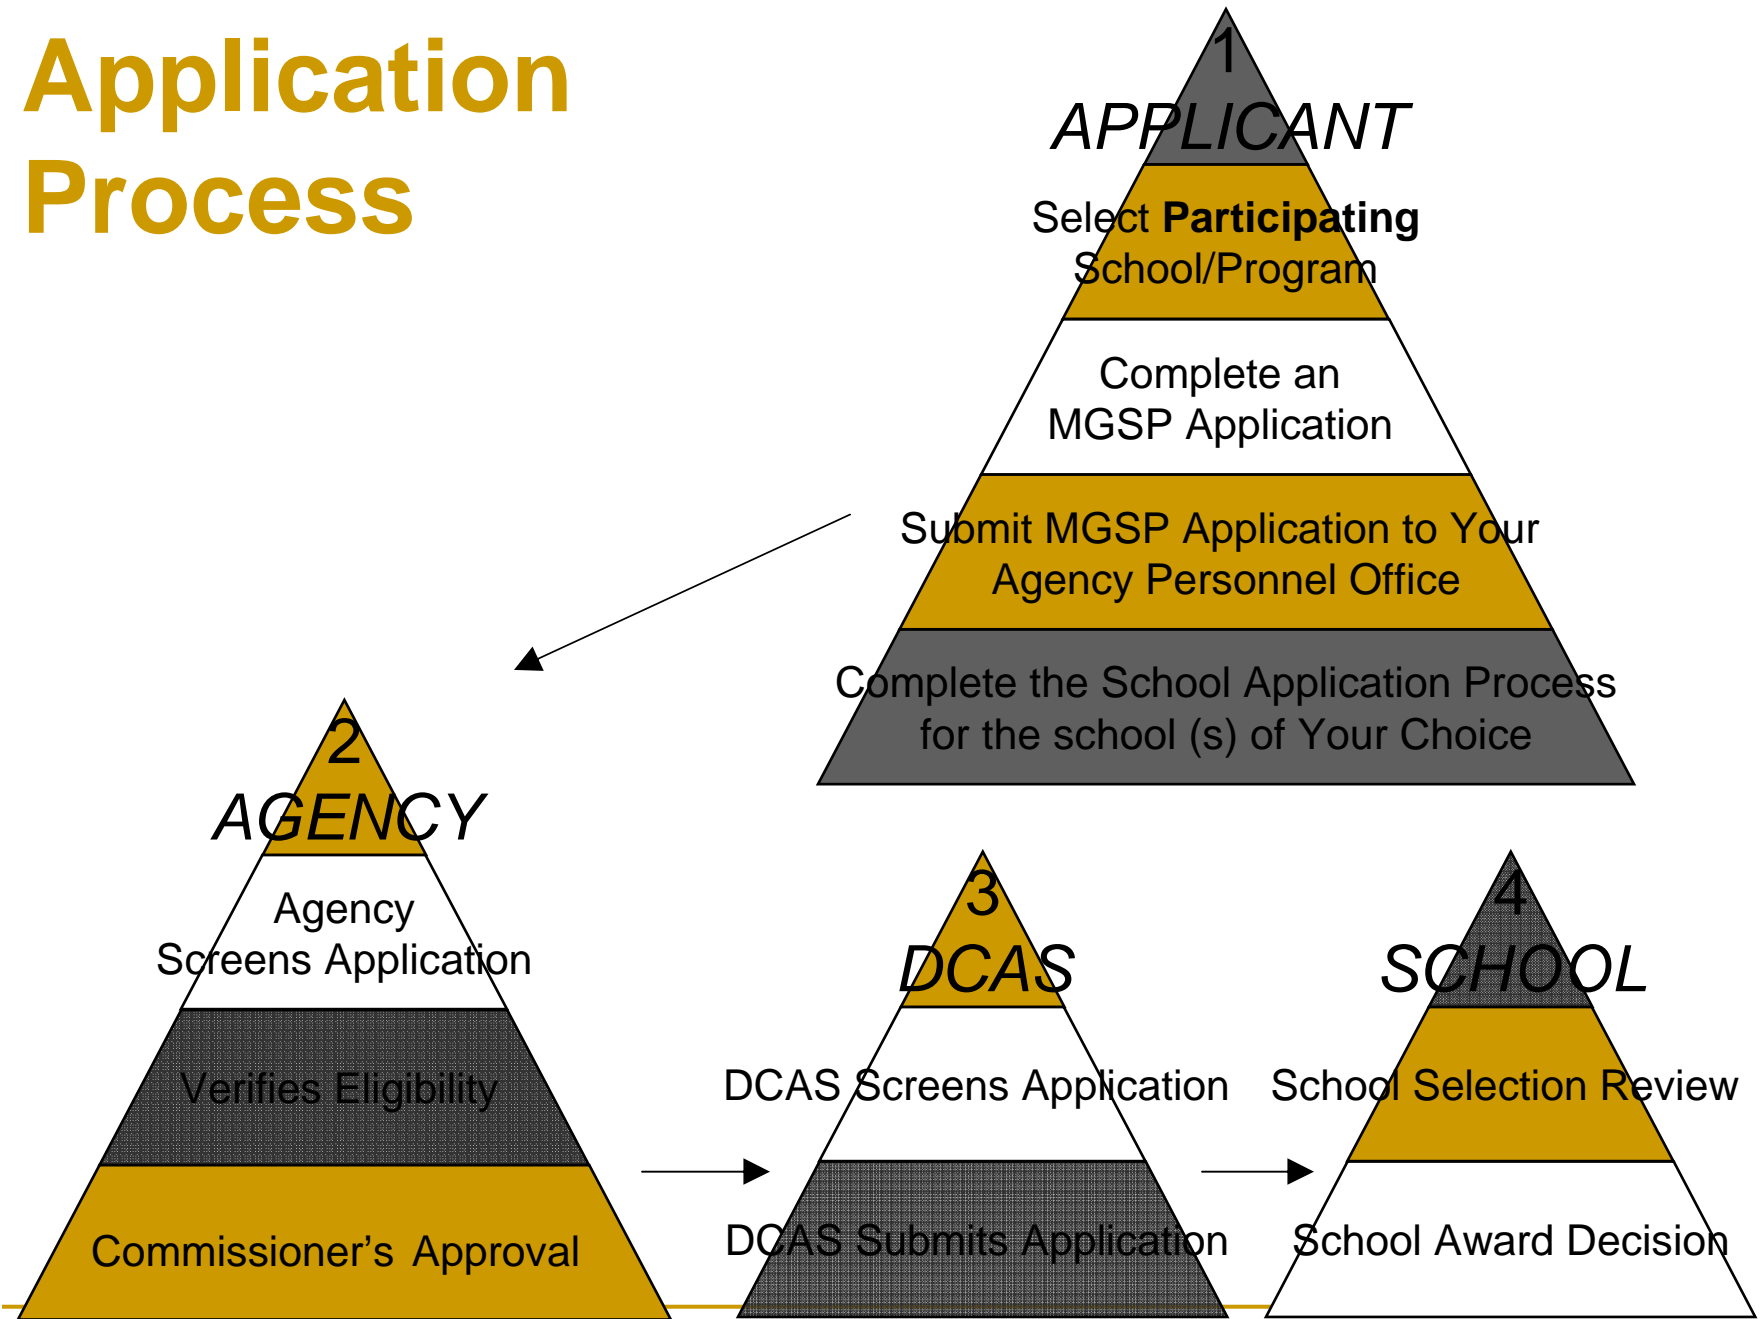 Application
Process
1
APPLICANT
Select Participating
School/Program
Complete an
MGSP Application
Submit MGSP Application to Your
Agency Personnel Office
Complete the School Application Process
for the school (s) of Your Choice
2
AGENCY
Agency
Screens Application
Verifies Eligibility
Commissioner’s Approval
3
DCAS
DCAS Screens Application
DCAS Submits Application
4
SCHOOL
School Selection Review
School Award Decision